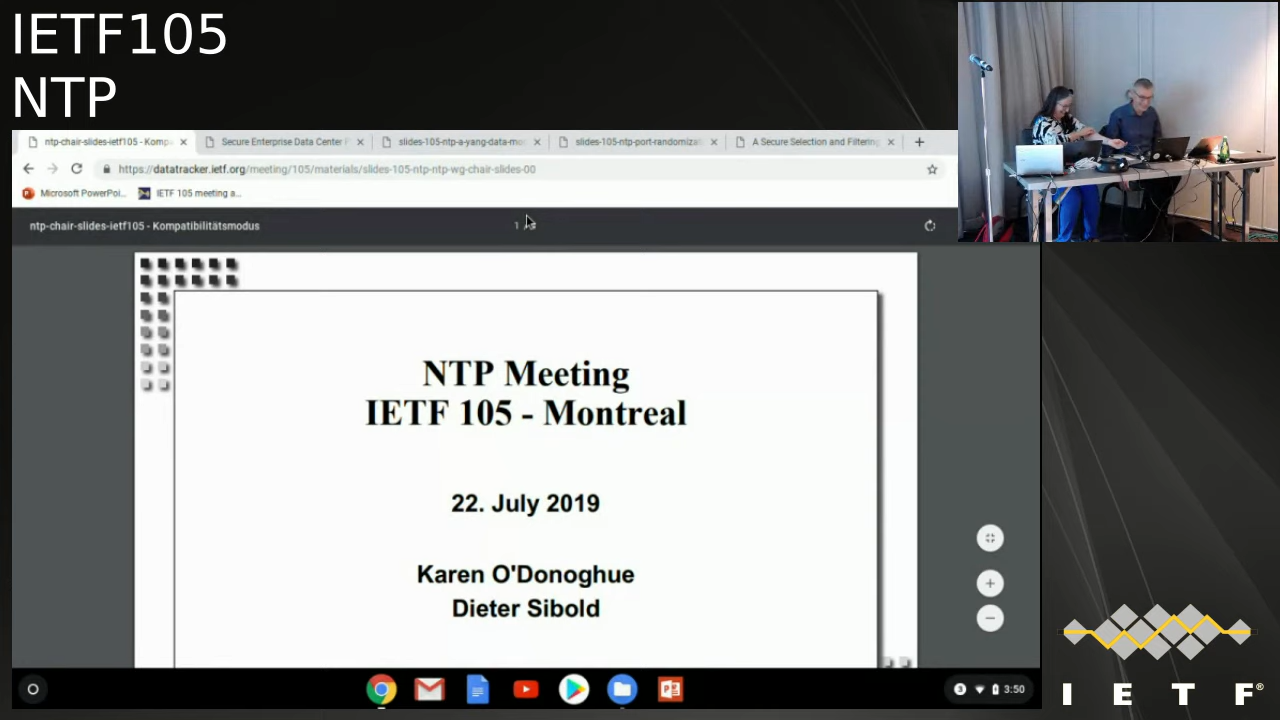 IETF105
NTP
ntp-chair-slides-ietf105 - Komp
Secure Enterprise Data Center
slides-105-ntp-a-yang-data-mo
slides-105-ntp-port-randomizat
A Secure Selection and Filtering
https://datatracker.ietf.org/meeting/105/materials/slides-105-ntp-ntp-wg-chair-slides-00
Microsoft PowerPoi...
IETF 105 meeting a...
ntp-chair-slides-ietf105 - Kompatibilitätsmodus
1
NTP Meeting
IETF 105 - Montreal
22. July 2019
Karen O'Donoghue
Dieter Sibold
3 3:50
I E T F®